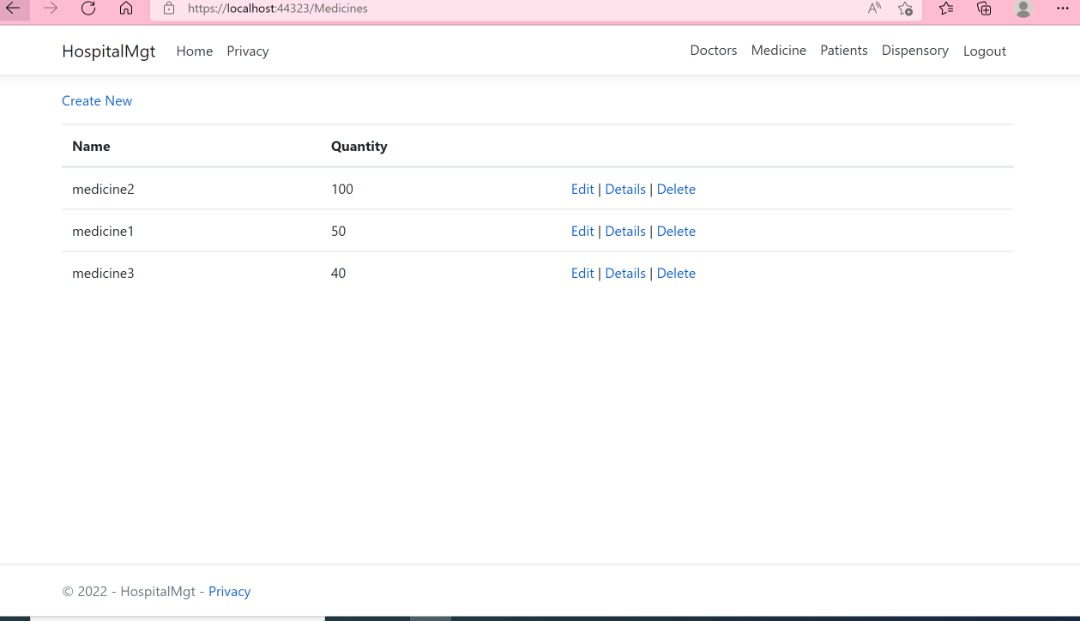 https://localhost:44323/Medicines
HospitalMgt Home Privacy Doctors Medicine Patients Dispensory Logout
Create New
Name Quantity
medicine2 100 Edit | Details | Delete
medicine1 50 Edit | Details | Delete
medicine3 40 Edit | Details | Delete
© 2022 - HospitalMgt - Privacy